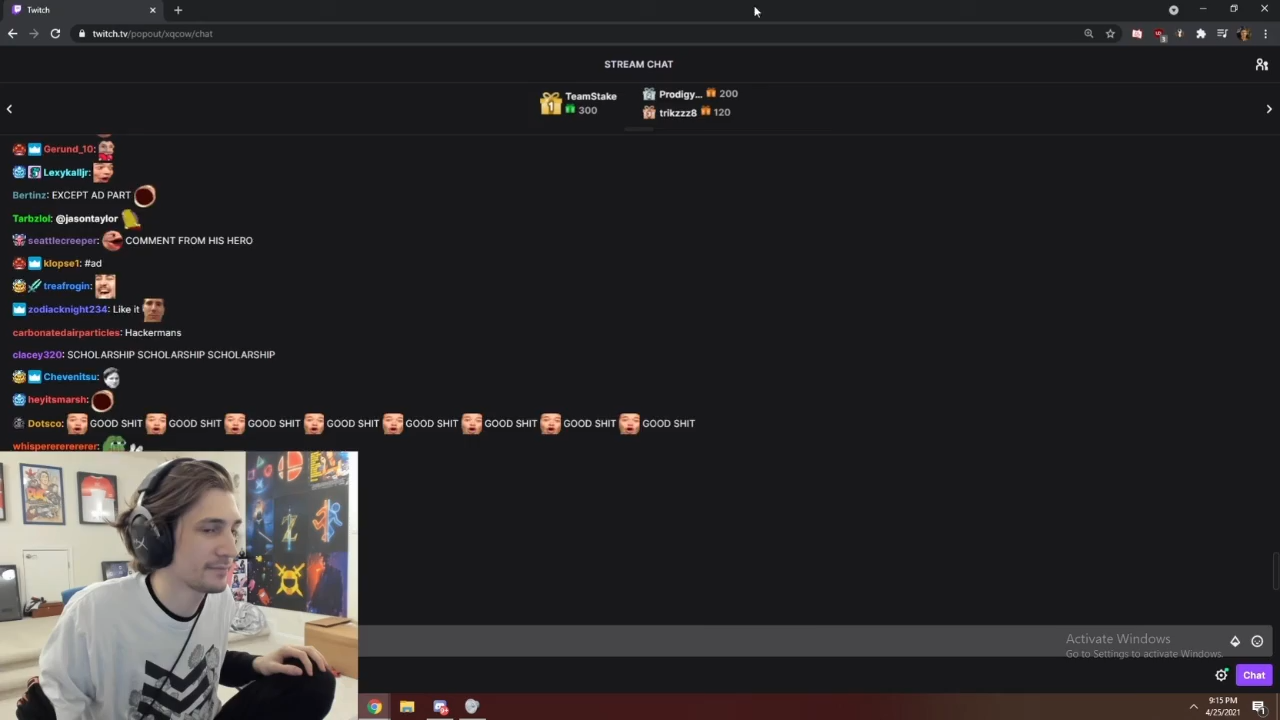 Twitch
twitch.tv/popout/xqcow/chat
STREAM CHAT
TeamStake
300
Prodigy... 200
trikzzz8 120
Gerund_10:
Lexykalljr:
Bertinz: EXCEPT AD PART
Tarbzlol: @jasontaylor
seattlecreeper: COMMENT FROM HIS HERO
klopse1: #ad
treafrogin:
zodiacknight234: Like it
carbonatedairparticles: Hackermans
clacey320: SCHOLARSHIP SCHOLARSHIP SCHOLARSHIP
Chevenitsu:
heyitsmarsh:
Dotsco: GOOD SHIT GOOD SHIT GOOD SHIT GOOD SHIT GOOD SHIT GOOD SHIT GOOD SHIT GOOD SHIT
Activate Windows
Go to Settings to activate Windows.
Chat
9:15 PM
4/25/2021